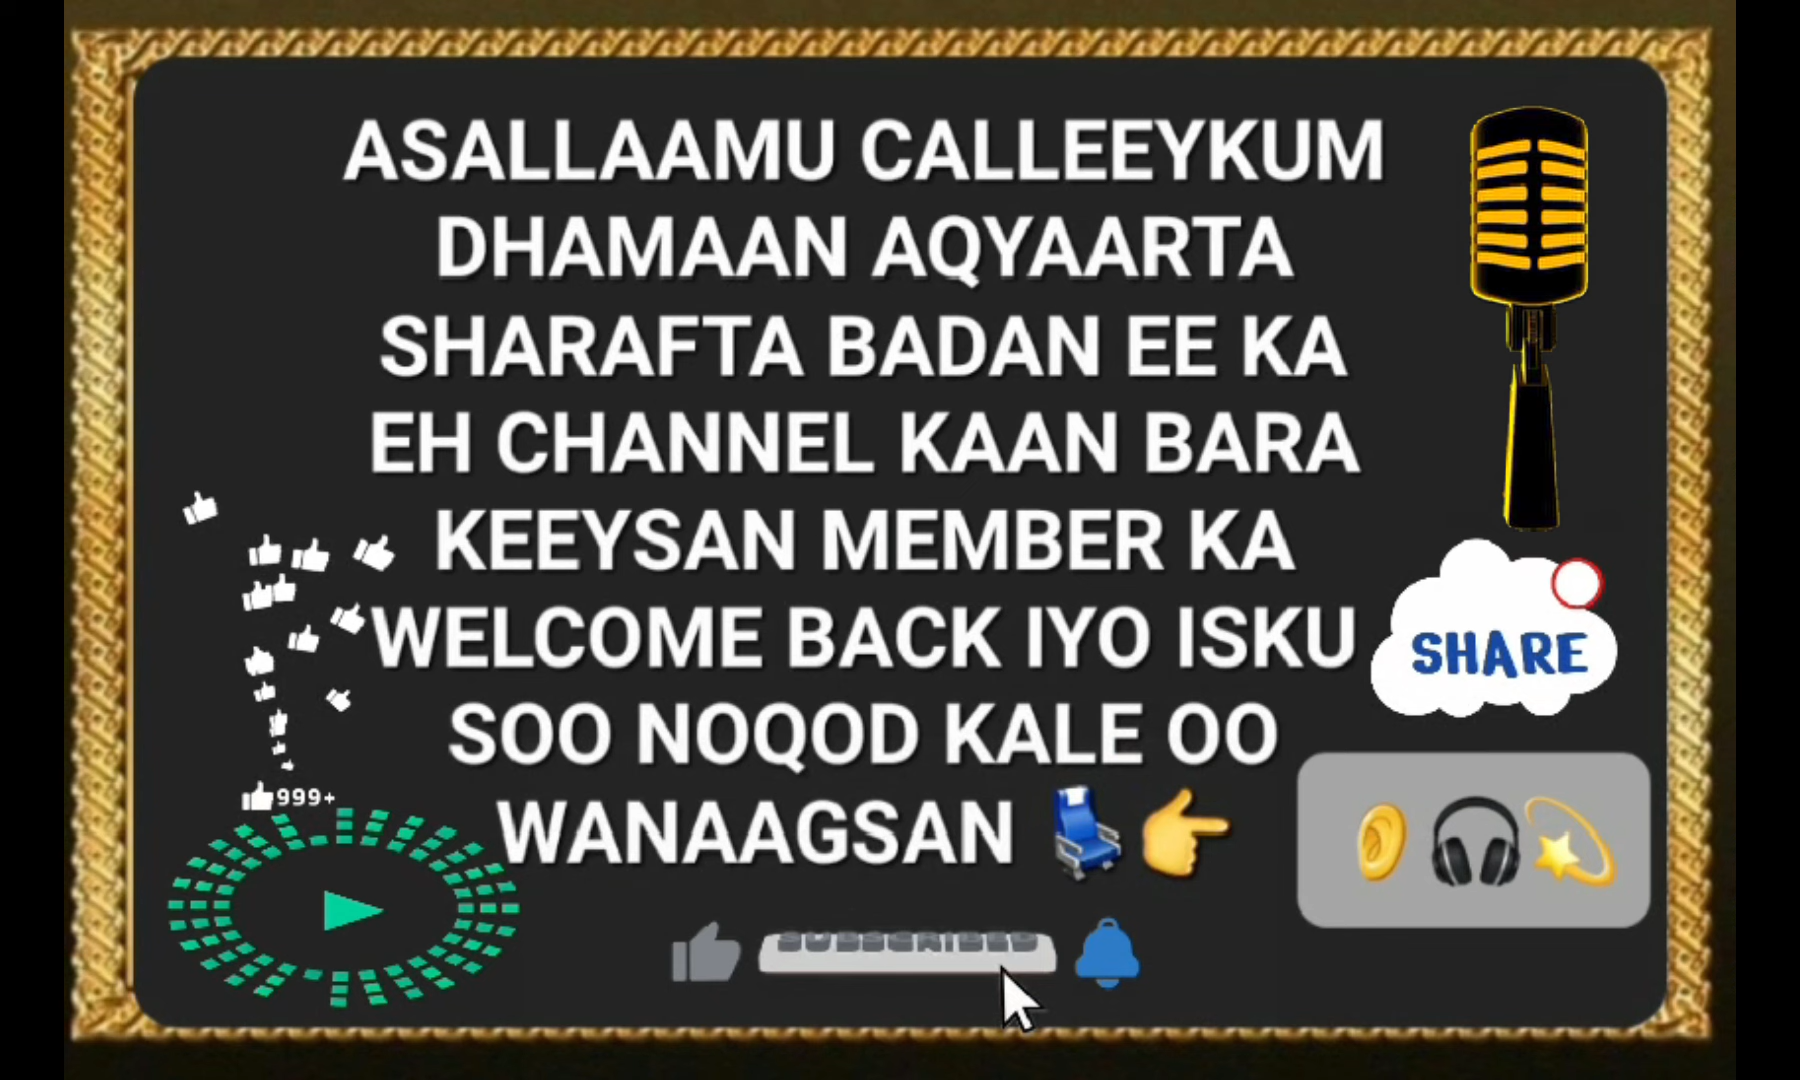 ASALLAAMU CALLEEYKUM
DHAMAAN AQYAARTA
SHARAFTA BADAN EE KA
EH CHANNEL KAAN BARA
KEEYSAN MEMBER KA
WELCOME BACK IYO ISKU
SOO NOQOD KALE OO
WANAAGSAN
SHARE
999+
SUBSCRIBED